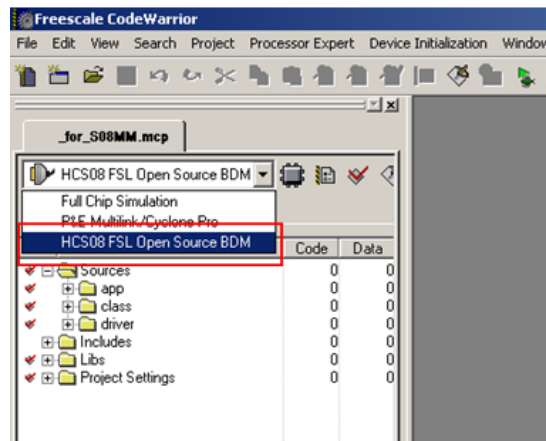 Freescale CodeWarrior
File Edit View Search Project Processor Expert Device Initialization Window
_for_S08MM.mcp
HCS08 FSL Open Source BDM
Full Chip Simulation
P&E Multilink/Cyclone Pro
HCS08 FSL Open Source BDM
Code Data
Sources 0 0
app 0 0
class 0 0
driver 0 0
Includes 0 0
Libs 0 0
Project Settings 0 0